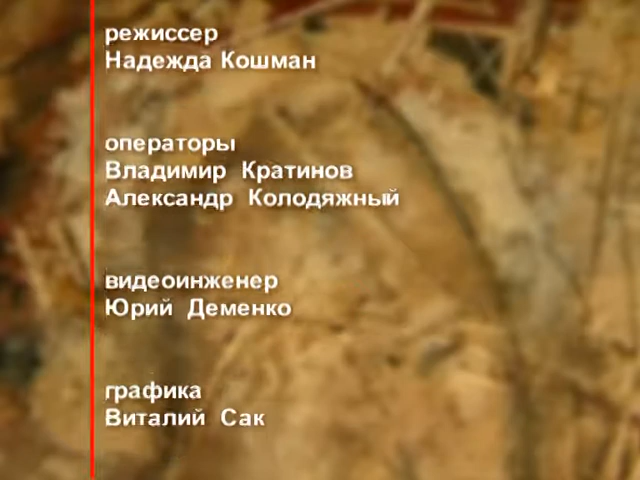 режиссер
Надежда Кошман
операторы
Владимир Кратинов
Александр Колодяжный
видеоинженер
Юрий Деменко
графика
Виталий Сак